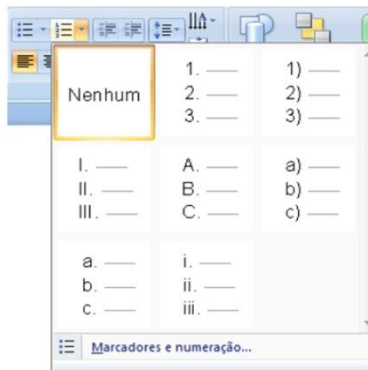 Nenhum
1.
2.
3.
1)
2)
3)
I.
II.
III.
A.
B.
C.
a)
b)
c)
a.
b.
c.
i.
ii.
iii.
Marcadores e numeração...